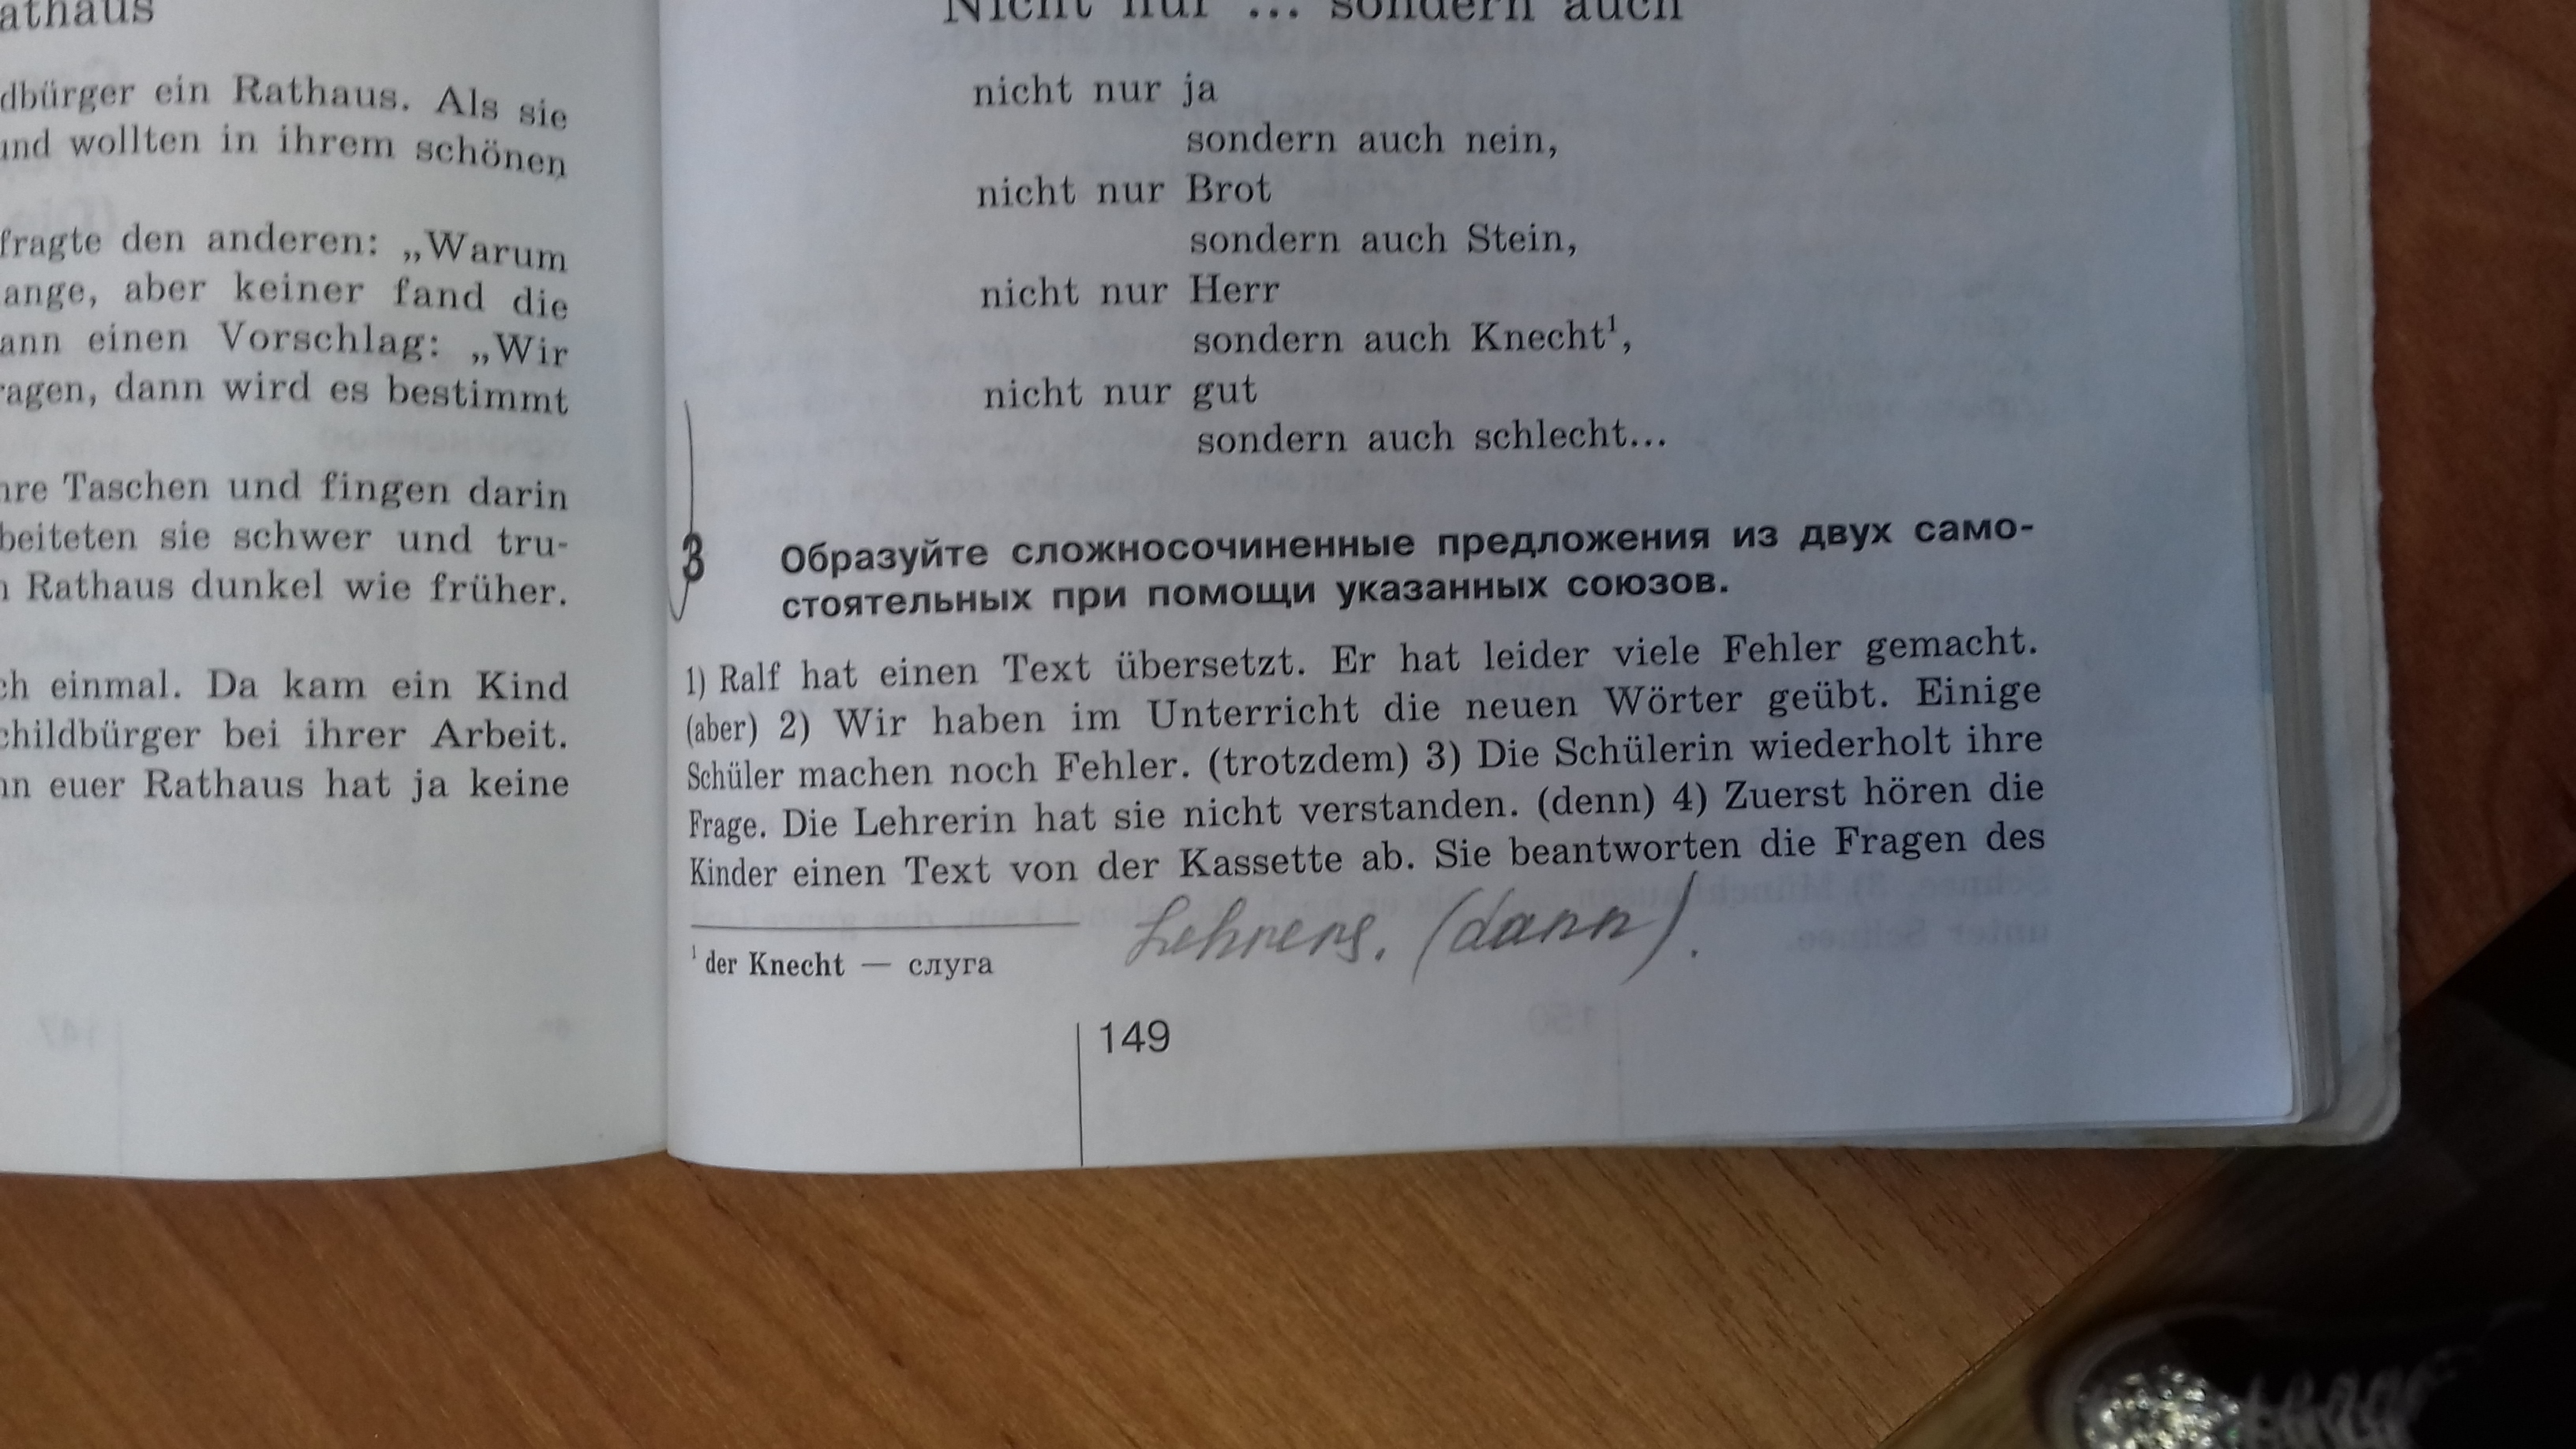 athaus
dbürger ein Rathaus. Als sie
und wollten in ihrem schönen
fragte den anderen: „Warum
ange, aber keiner fand die
ann einen Vorschlag: „Wir
ragen, dann wird es bestimmt
hre Taschen und fingen darin
beiteten sie schwer und tru-
n Rathaus dunkel wie früher.
ch einmal. Da kam ein Kind
childbürger bei ihrer Arbeit.
nn euer Rathaus hat ja keine
Nicht nur ... sondern auch
nicht nur ja
sondern auch nein,
nicht nur Brot
sondern auch Stein,
nicht nur Herr
sondern auch Knecht¹,
nicht nur gut
sondern auch schlecht...
3 Образуйте сложносочиненные предложения из двух само-
стоятельных при помощи указанных союзов.
1) Ralf hat einen Text übersetzt. Er hat leider viele Fehler gemacht.
(aber) 2) Wir haben im Unterricht die neuen Wörter geübt. Einige
Schüler machen noch Fehler. (trotzdem) 3) Die Schülerin wiederholt ihre
Frage. Die Lehrerin hat sie nicht verstanden. (denn) 4) Zuerst hören die
Kinder einen Text von der Kassette ab. Sie beantworten die Fragen des
Lehrers. (dann).
¹ der Knecht — слуга
149